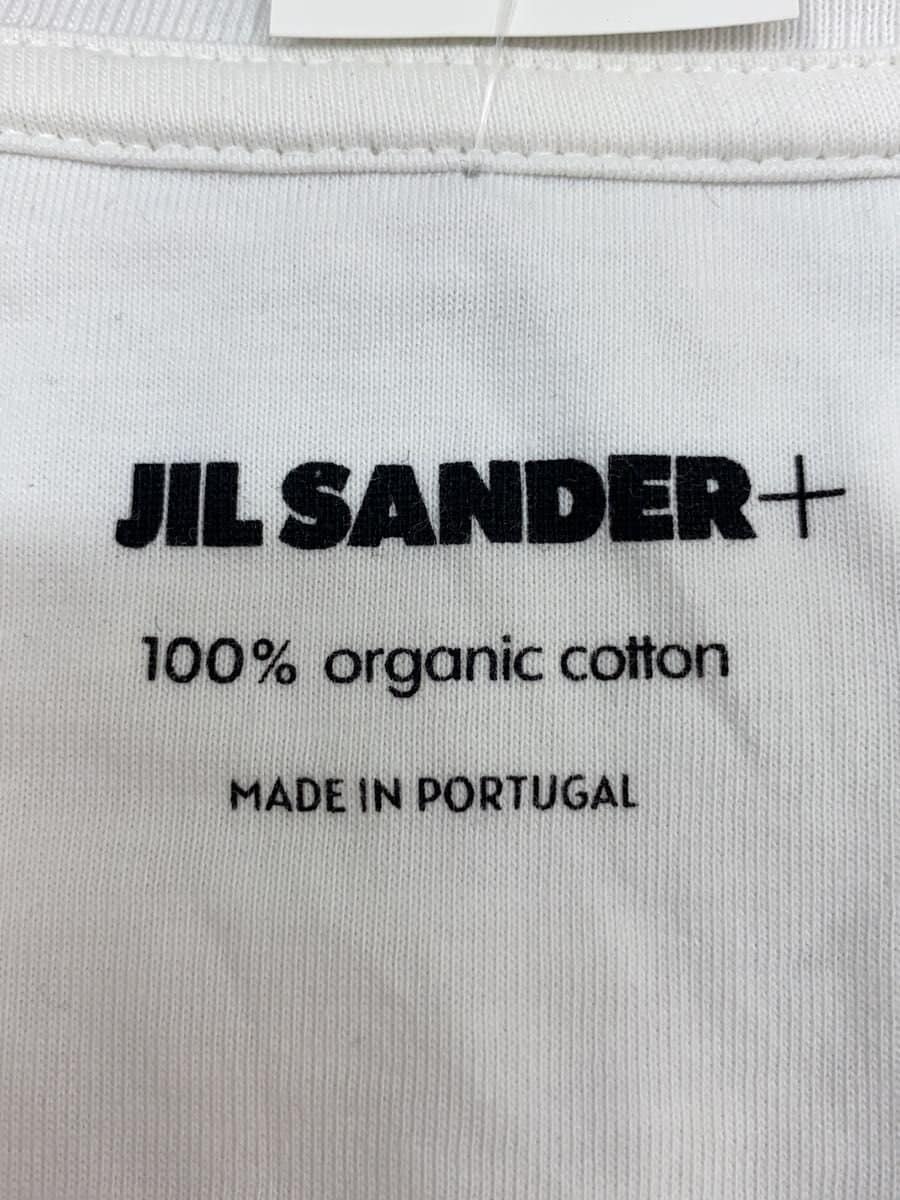 JIL SANDER+
100% organic cotton
MADE IN PORTUGAL